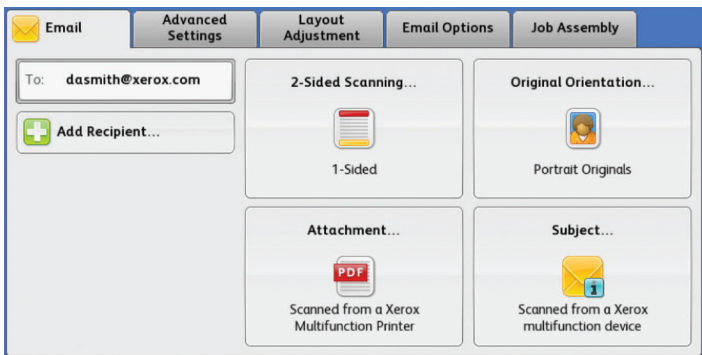 Email
Advanced
Settings
Layout
Adjustment
Email Options
Job Assembly
To: dasmith@xerox.com
Add Recipient...
2-Sided Scanning...
1-Sided
Original Orientation...
Portrait Originals
Attachment...
PDF
Scanned from a Xerox
Multifunction Printer
Subject...
i
Scanned from a Xerox
multifunction device